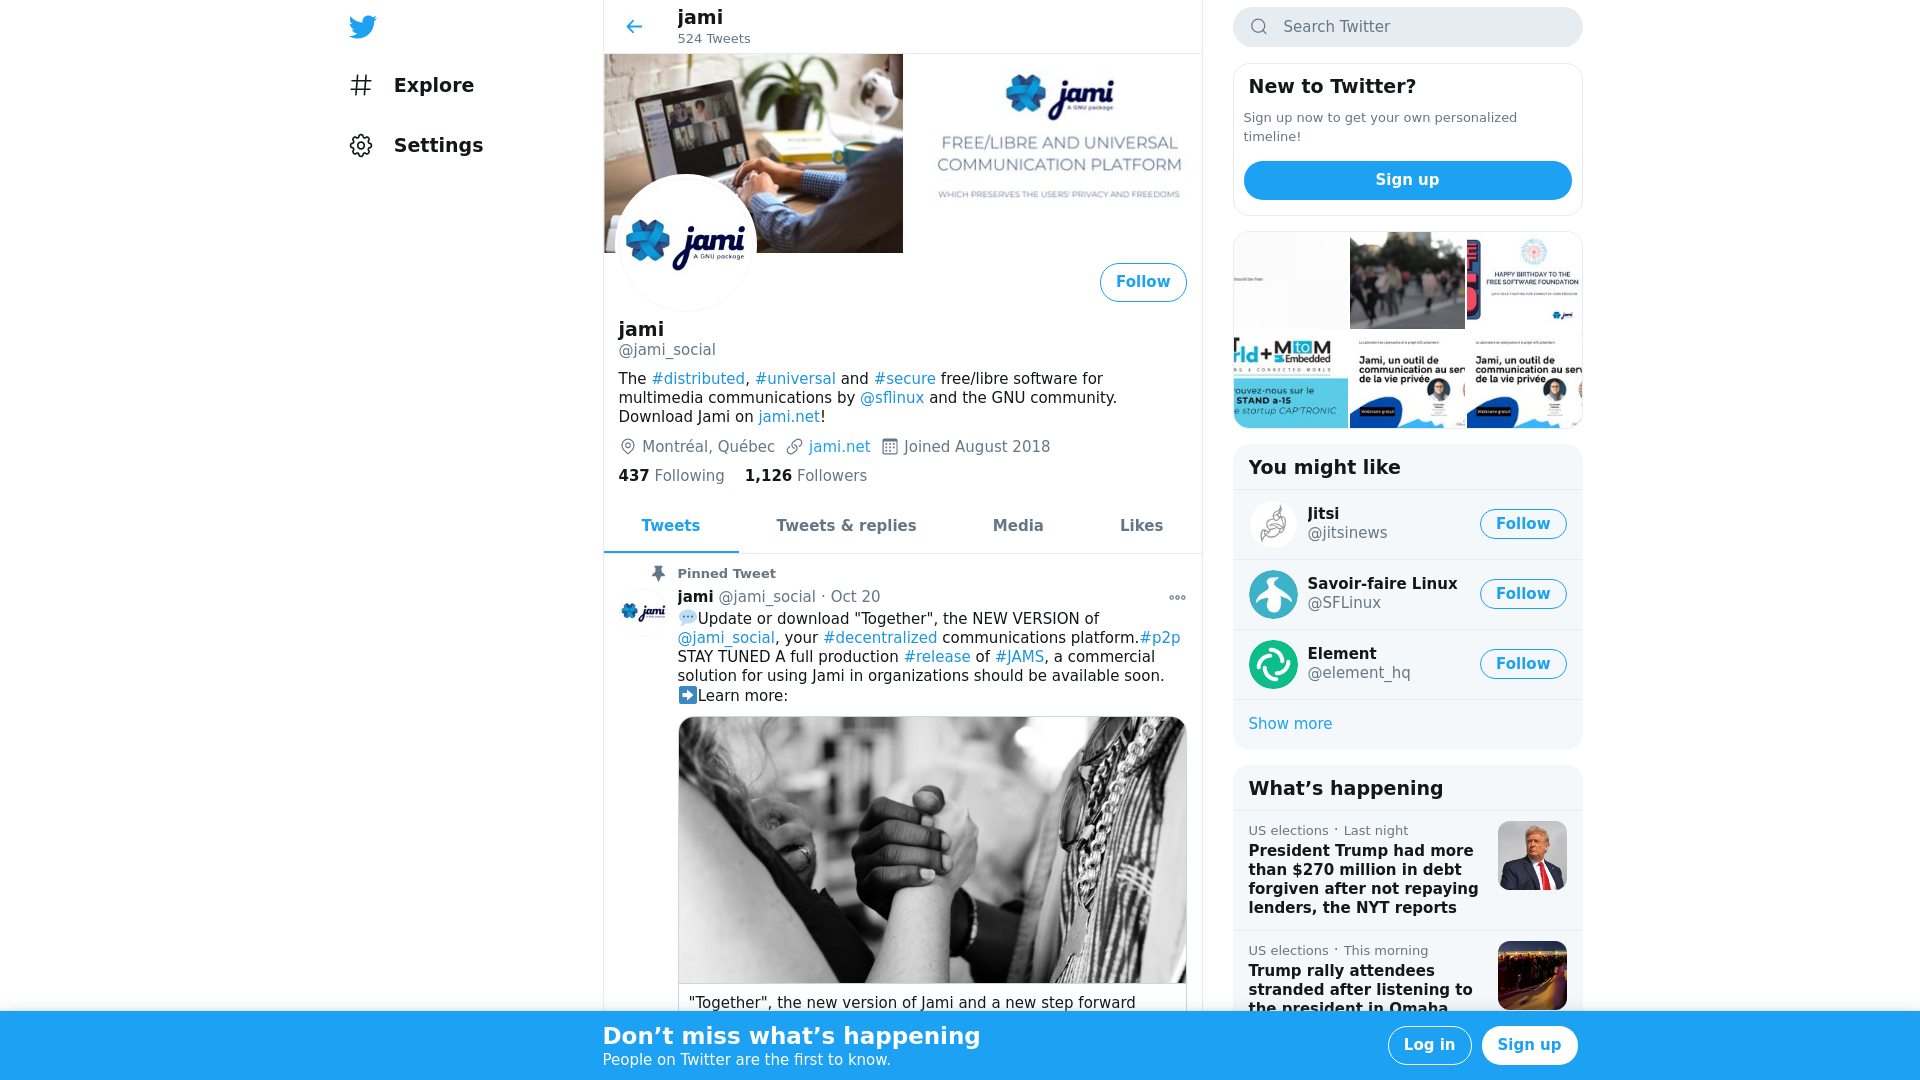 jami
524 Tweets
Explore
Settings
jami
A GNU package
FREE/LIBRE AND UNIVERSAL
COMMUNICATION PLATFORM
WHICH PRESERVES THE USERS' PRIVACY AND FREEDOMS
jami
A GNU package
Follow
jami
@jami_social
The #distributed, #universal and #secure free/libre software for
multimedia communications by @sflinux and the GNU community.
Download Jami on jami.net!
Montréal, Québec jami.net Joined August 2018
437 Following 1,126 Followers
Tweets Tweets & replies Media Likes
Pinned Tweet
jami
jami @jami_social · Oct 20
Update or download "Together", the NEW VERSION of
@jami_social, your #decentralized communications platform.#p2p
STAY TUNED A full production #release of #JAMS, a commercial
solution for using Jami in organizations should be available soon.
Learn more:
"Together", the new version of Jami and a new step forward
Search Twitter
New to Twitter?
Sign up now to get your own personalized
timeline!
Sign up
HAPPY BIRTHDAY TO THE
FREE SOFTWARE FOUNDATION
jami
rld+MtoM
Embedded
NG A CONNECTED WORLD
rouvez-nous sur le
STAND a-15
e startup CAP'TRONIC
Jami, un outil de
communication au serv
de la vie privée
Webinaire gratuit
Jami, un outil de
communication au serv
de la vie privée
Webinaire gratuit
You might like
Jitsi
@jitsinews
Follow
Savoir-faire Linux
@SFLinux
Follow
Element
@element_hq
Follow
Show more
What’s happening
US elections · Last night
President Trump had more
than $270 million in debt
forgiven after not repaying
lenders, the NYT reports
US elections · This morning
Trump rally attendees
stranded after listening to
the president in Omaha
Don’t miss what’s happening
People on Twitter are the first to know.
Log in
Sign up